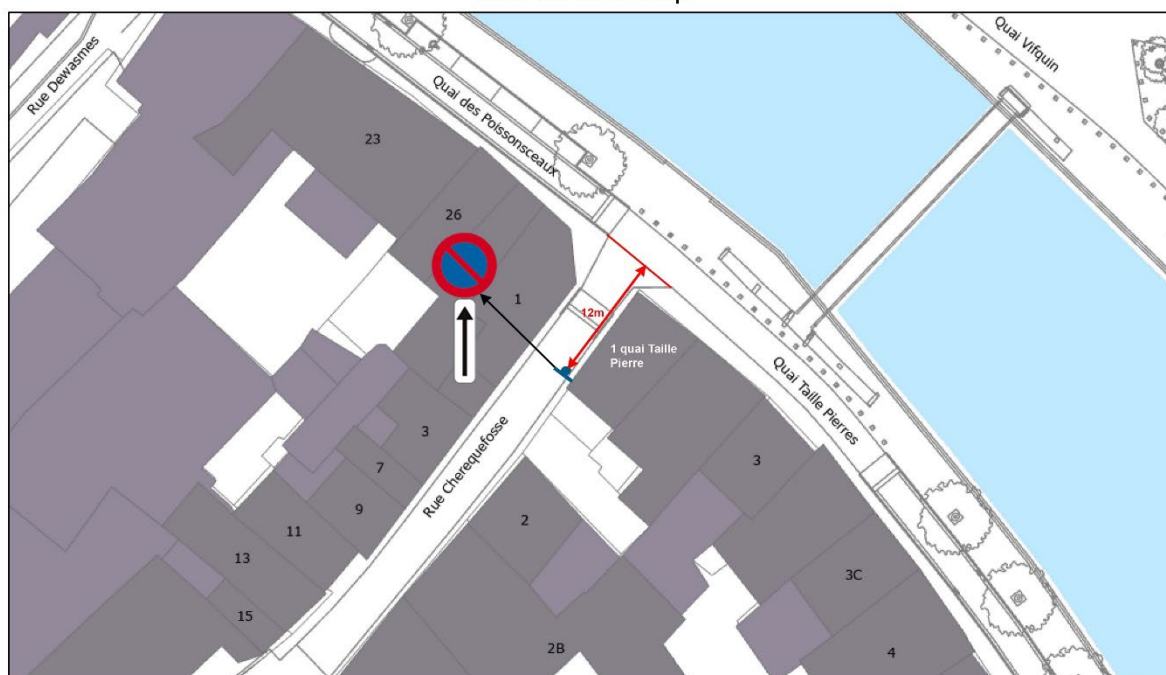 Quai Vifquin
Rue Dewasmes
Quai des Poissonsceaux
23
26
1
12m
1 quai Taille
Pierre
Quai Taille Pierres
3
Rue Cherequefosse
7
3
9
2
11
13
3C
15
2B
4